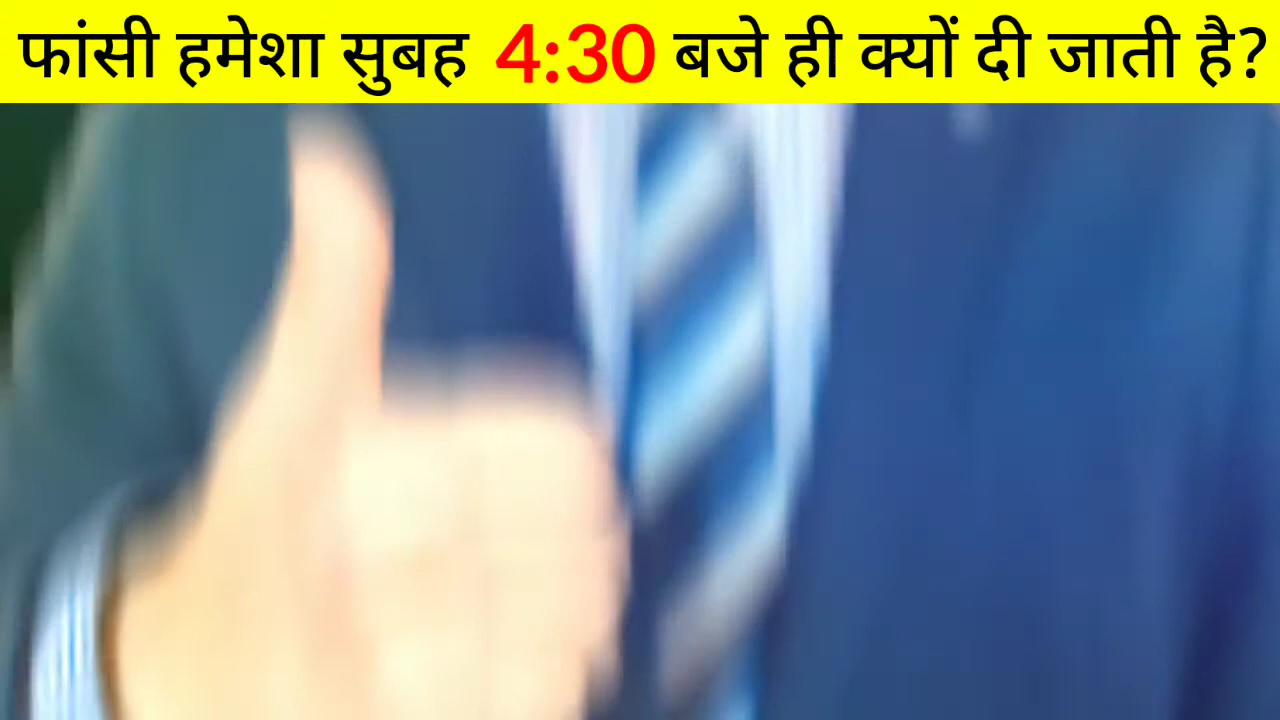 फांसी हमेशा सुबह 4:30 बजे ही क्यों दी जाती है?